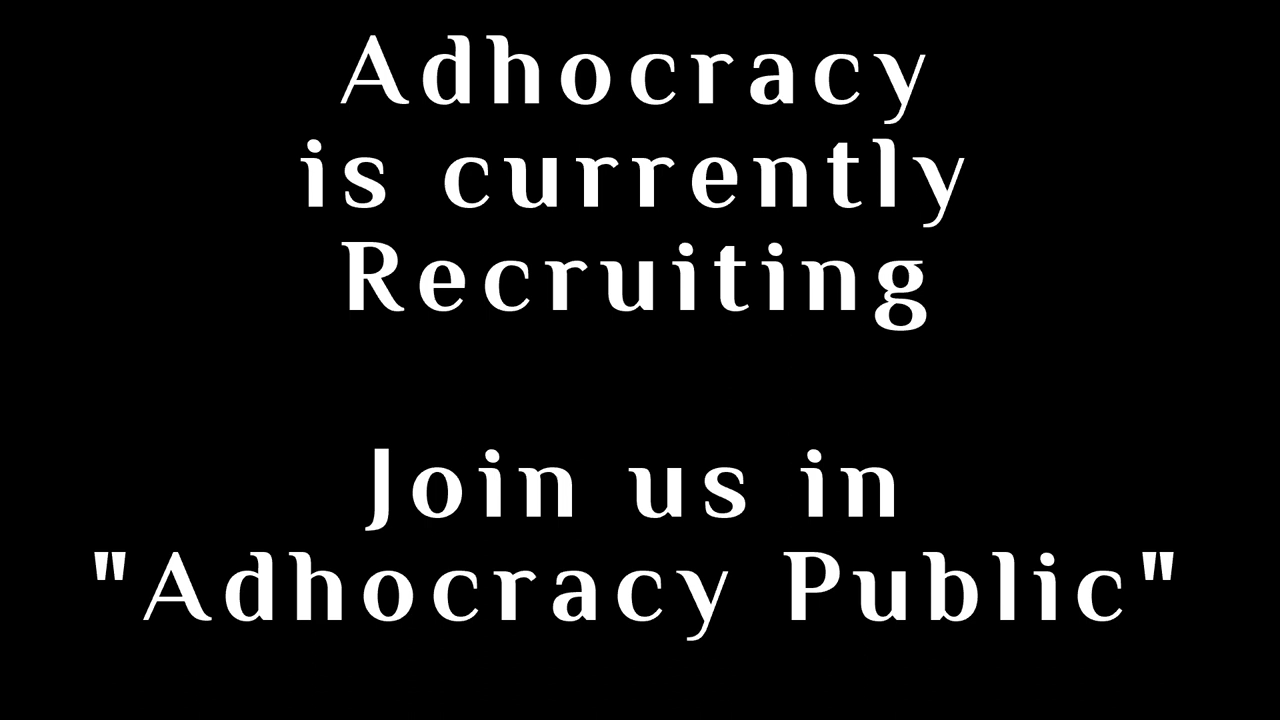 Adhocracy
is currently
Recruiting
Join us in
"Adhocracy Public"